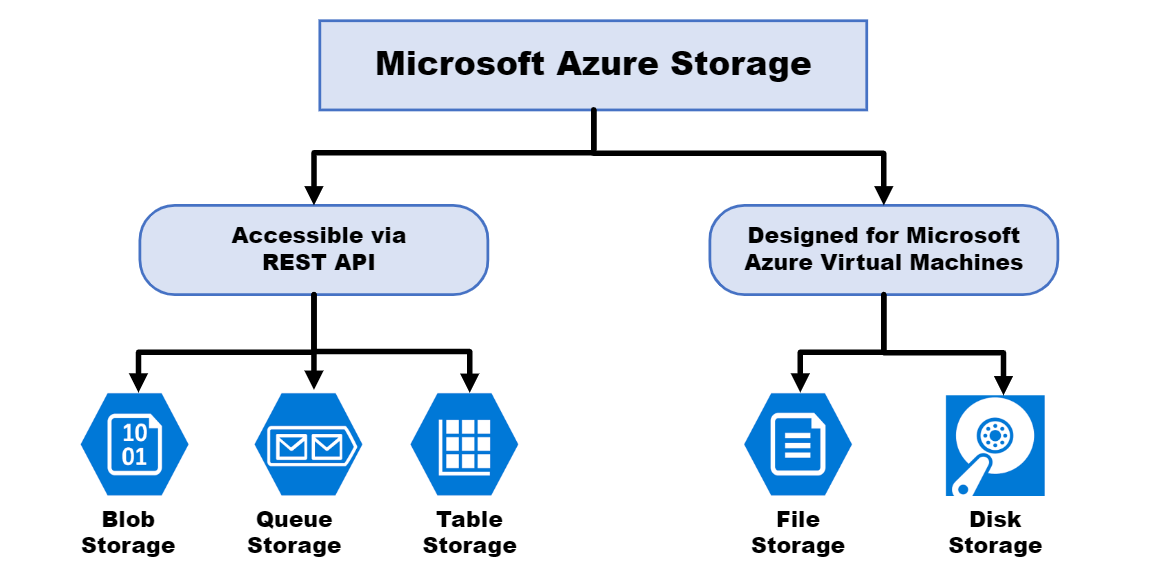 Microsoft Azure Storage
Accessible via
REST API
Designed for Microsoft
Azure Virtual Machines
10
01
Blob
Storage
Queue
Storage
Table
Storage
File
Storage
Disk
Storage